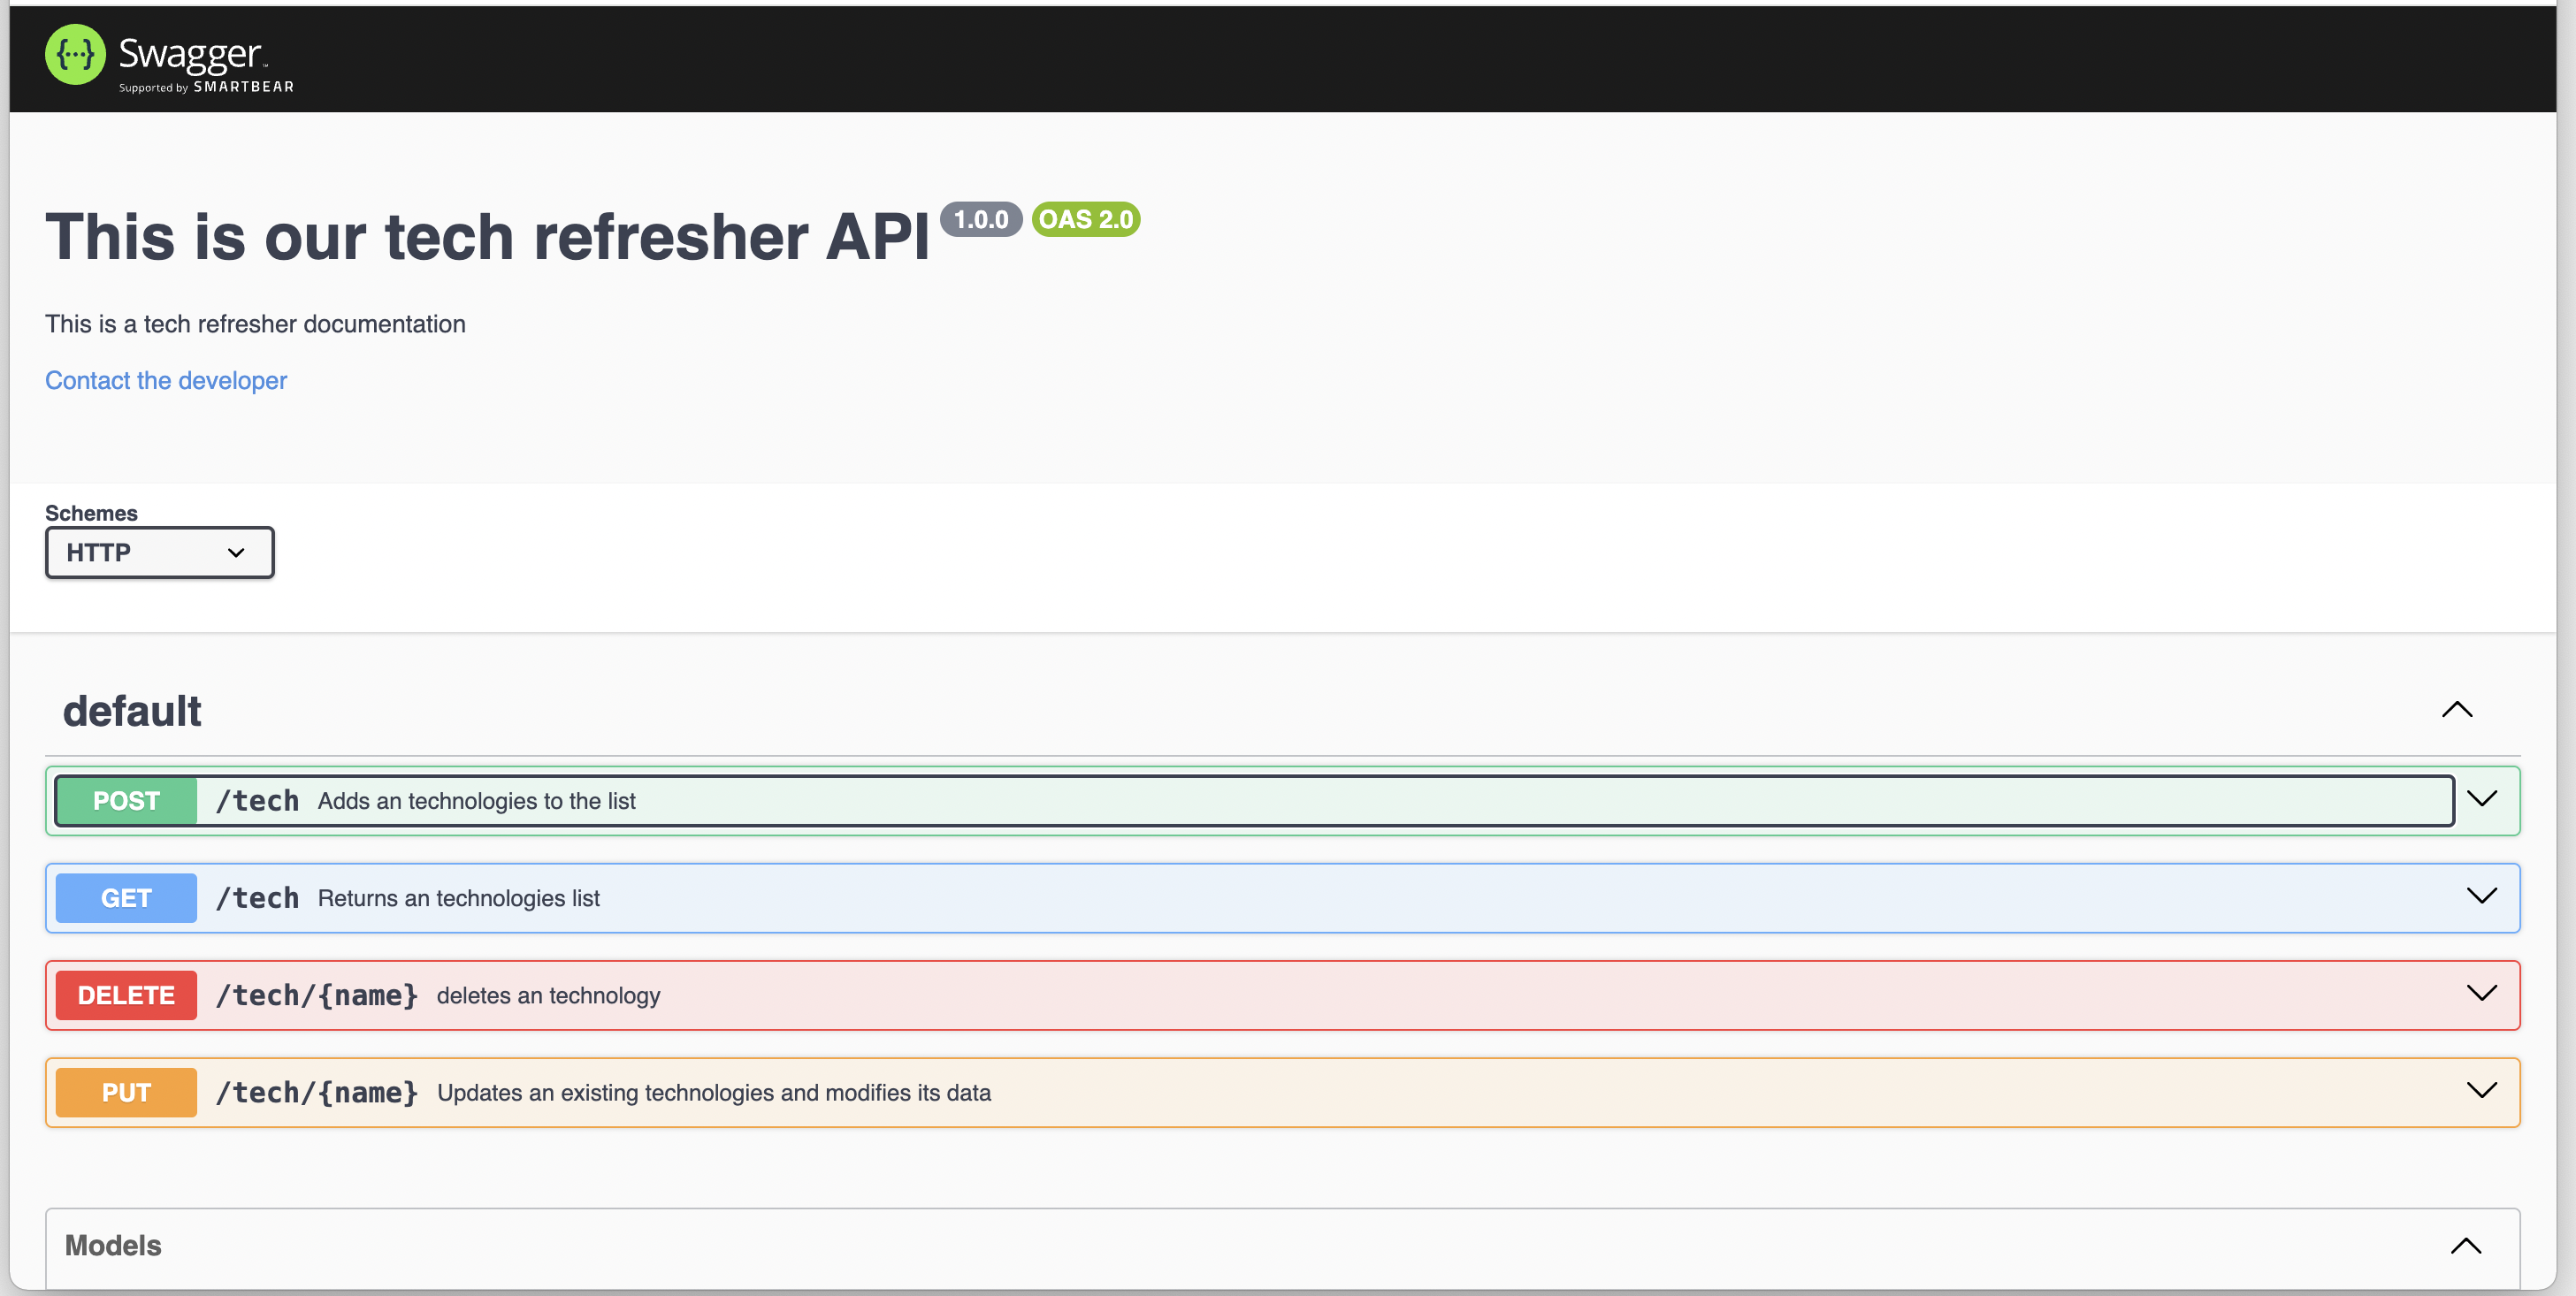 {···} Swagger™
Supported by SMARTBEAR
This is our tech refresher API 1.0.0 OAS 2.0
This is a tech refresher documentation
Contact the developer
Schemes
HTTP
default
POST /tech Adds an technologies to the list
GET /tech Returns an technologies list
DELETE /tech/{name} deletes an technology
PUT /tech/{name} Updates an existing technologies and modifies its data
Models